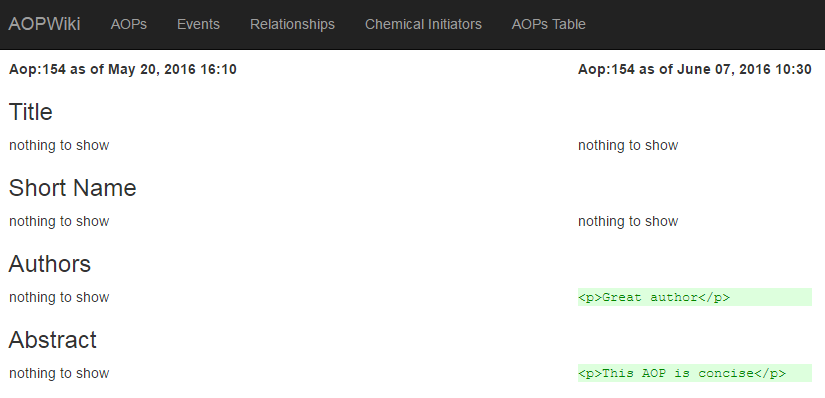 AOPWiki AOPs Events Relationships Chemical Initiators AOPs Table
Aop:154 as of May 20, 2016 16:10 Aop:154 as of June 07, 2016 10:30
Title
nothing to show nothing to show
Short Name
nothing to show nothing to show
Authors
nothing to show <p>Great author</p>
Abstract
nothing to show <p>This AOP is concise</p>